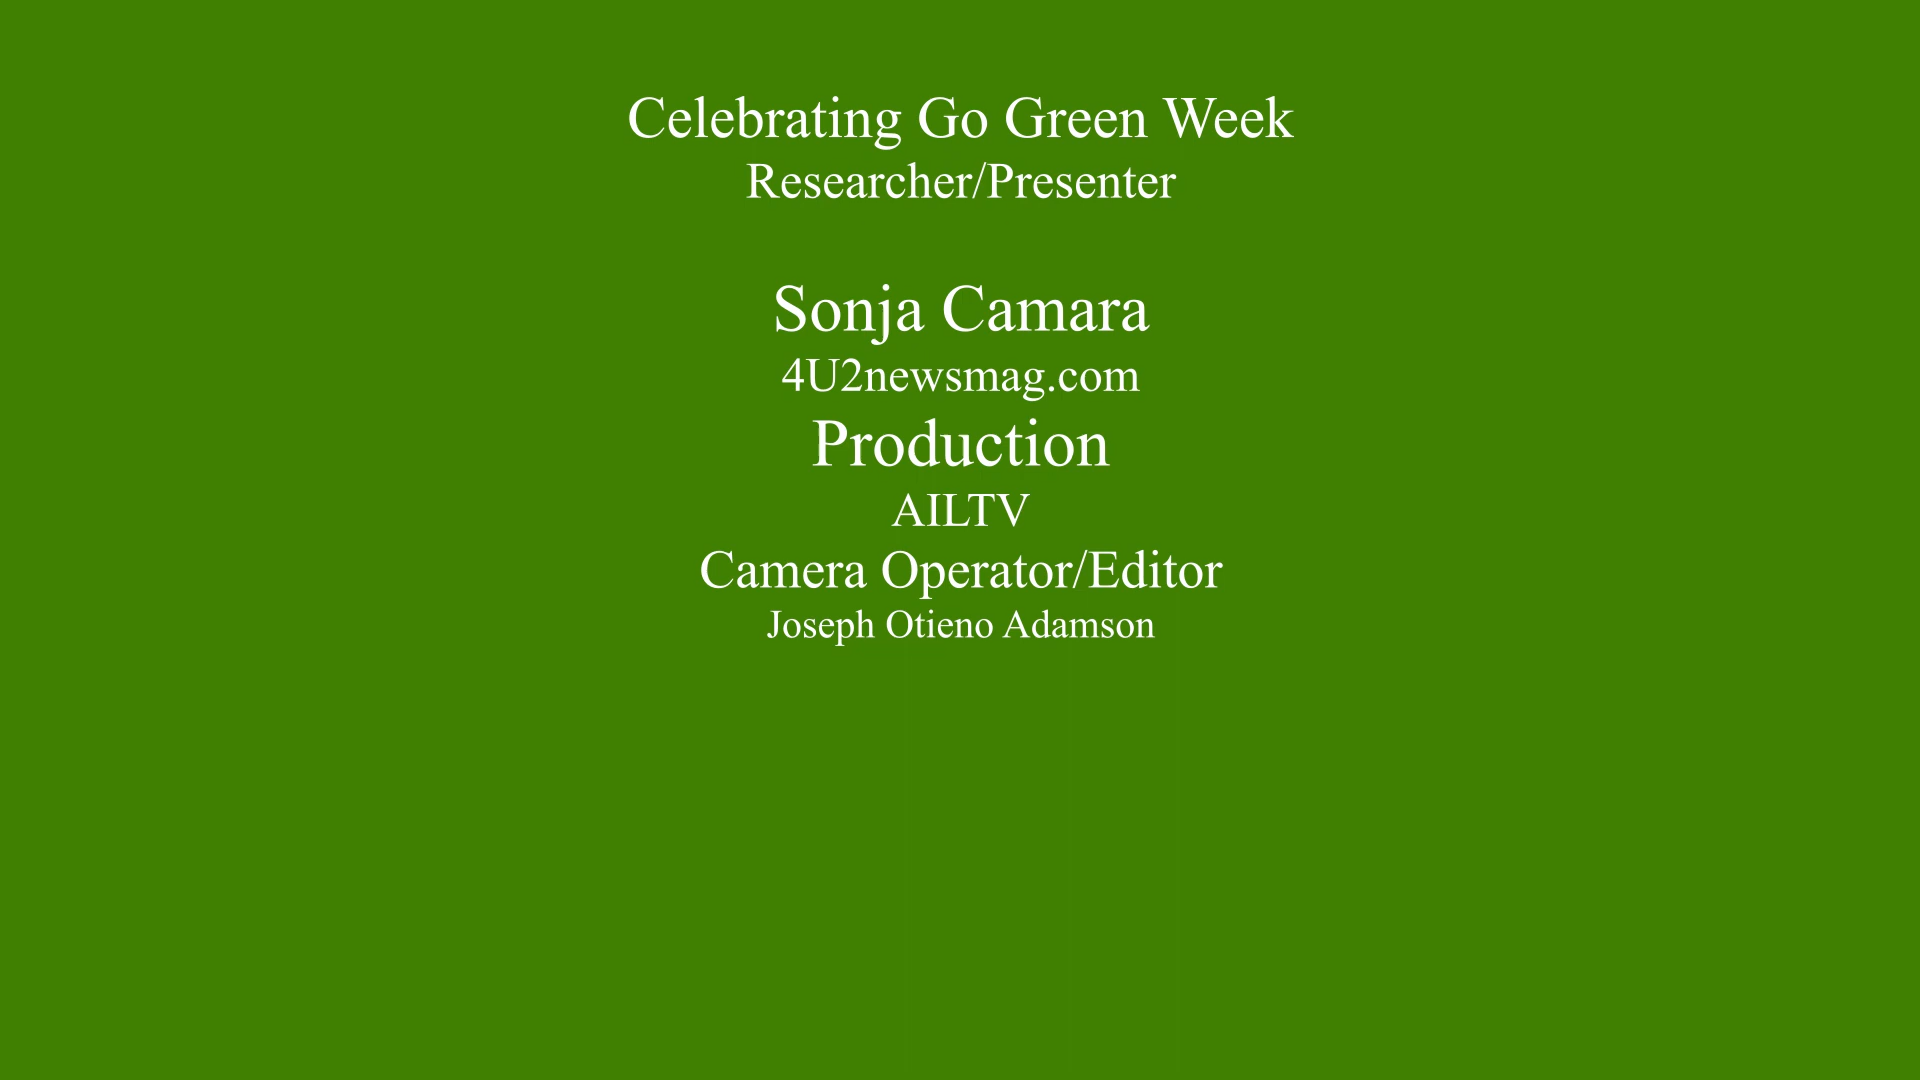 Celebrating Go Green Week
Researcher/Presenter
Sonja Camara
4U2newsmag.com
Production
AILTV
Camera Operator/Editor
Joseph Otieno Adamson